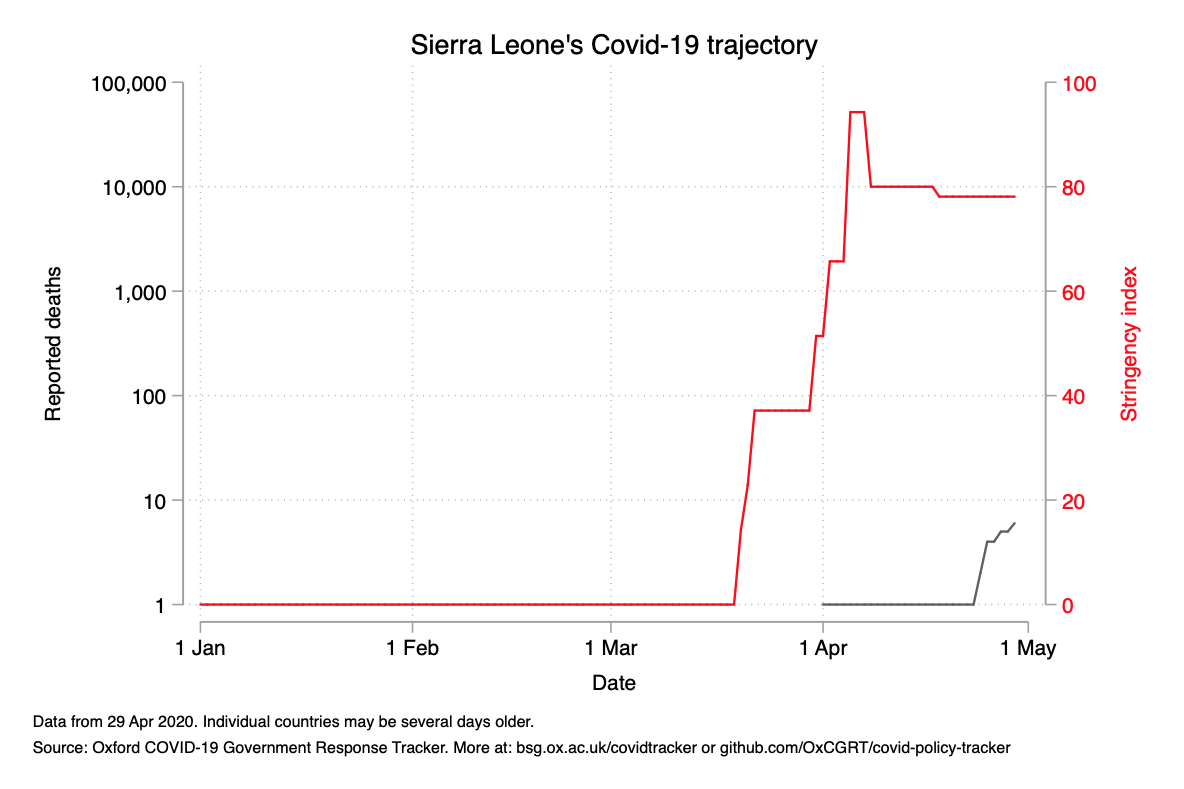 Sierra Leone's Covid-19 trajectory
100,000
10,000
1,000
100
10
1
Reported deaths
100
80
60
40
20
0
Stringency index
1 Jan
1 Feb
1 Mar
1 Apr
1 May
Date
Data from 29 Apr 2020. Individual countries may be several days older.
Source: Oxford COVID-19 Government Response Tracker. More at: bsg.ox.ac.uk/covidtracker or github.com/OxCGRT/covid-policy-tracker